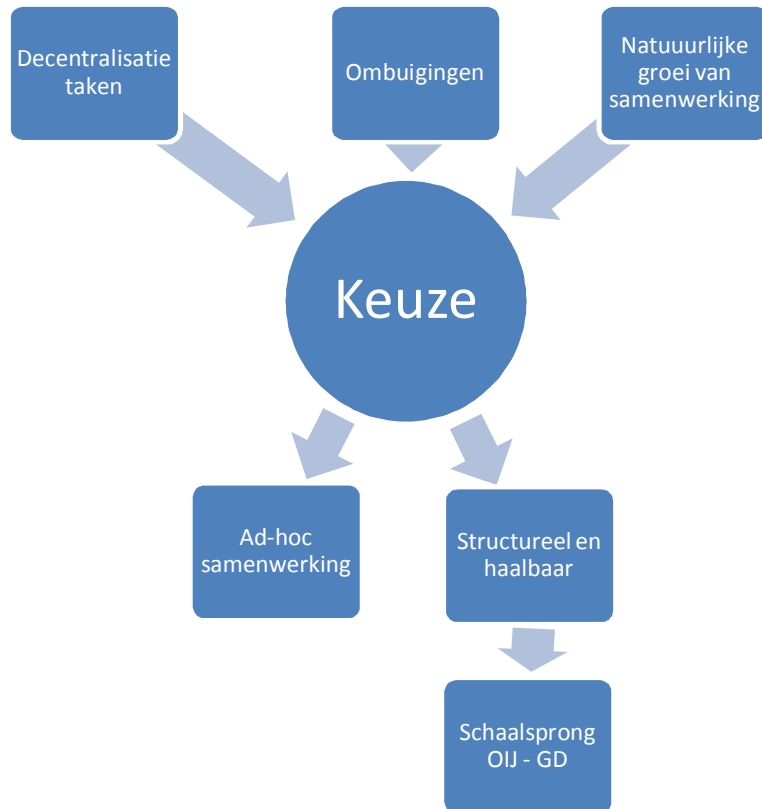 Decentralisatie
taken
Ombuigingen
Natuuurlijke
groei van
samenwerking
Keuze
Ad-hoc
samenwerking
Structureel en
haalbaar
Schaalsprong
OIJ - GD